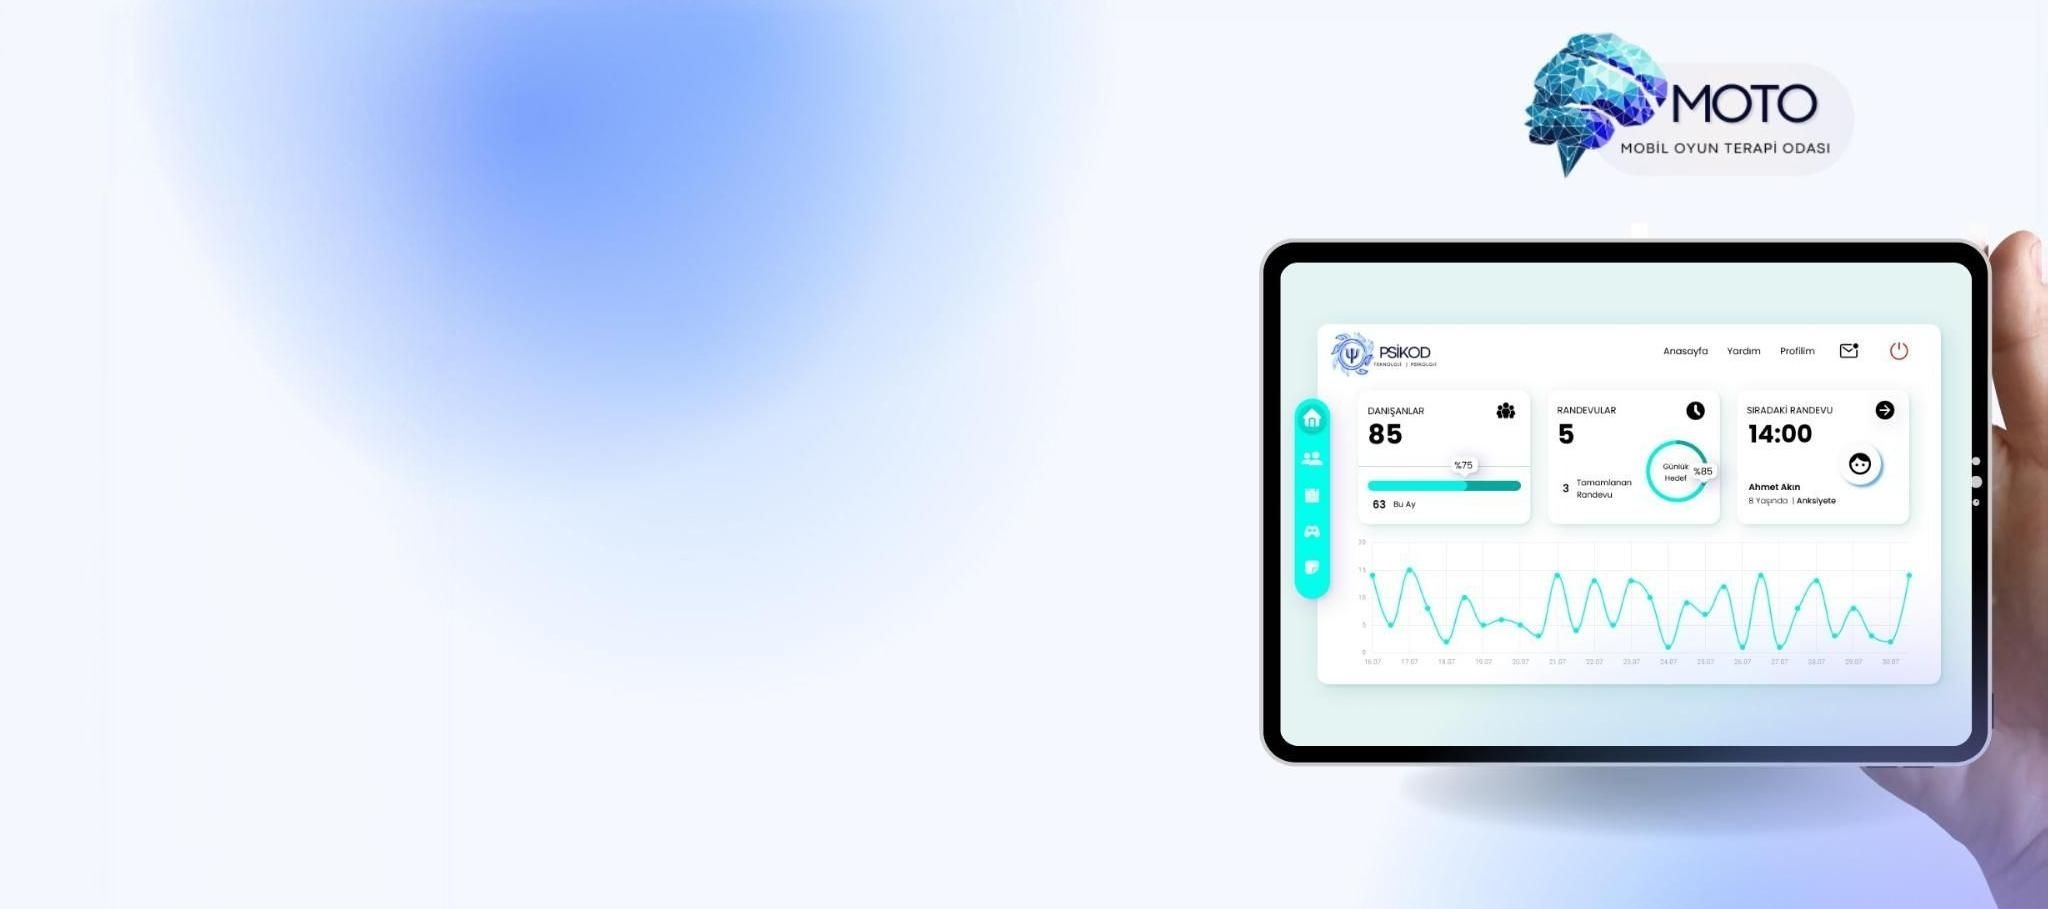 MOTO
MOBİL OYUN TERAPİ ODASI
PSİKOD
TEKNOLOJİ | PSİKOLOJİ
Anasayfa Yardım Profilim
DANIŞANLAR
85
%75
63 Bu Ay
RANDEVULAR
5
3 Tamamlanan
Randevu
Günlük
Hedef
%85
SIRADAKİ RANDEVU
14:00
Ahmet Akın
8 Yaşında | Anksiyete
20
15
10
5
0
16.07 17.07 18.07 19.07 20.07 21.07 22.07 23.07 24.07 25.07 26.07 27.07 28.07 29.07 30.07